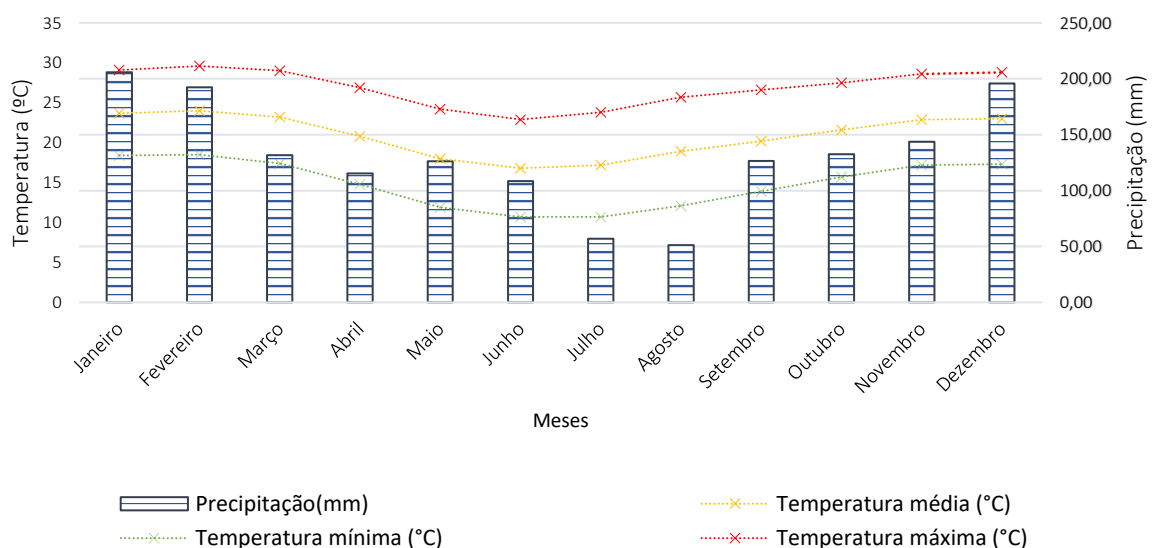 Temperatura (ºC)
35
30
25
20
15
10
5
0
Precipitação (mm)
250,00
200,00
150,00
100,00
50,00
0,00
Janeiro
Fevereiro
Março
Abril
Maio
Junho
Julho
Agosto
Setembro
Outubro
Novembro
Dezembro
Meses
Precipitação(mm)
Temperatura média (°C)
Temperatura mínima (°C)
Temperatura máxima (°C)